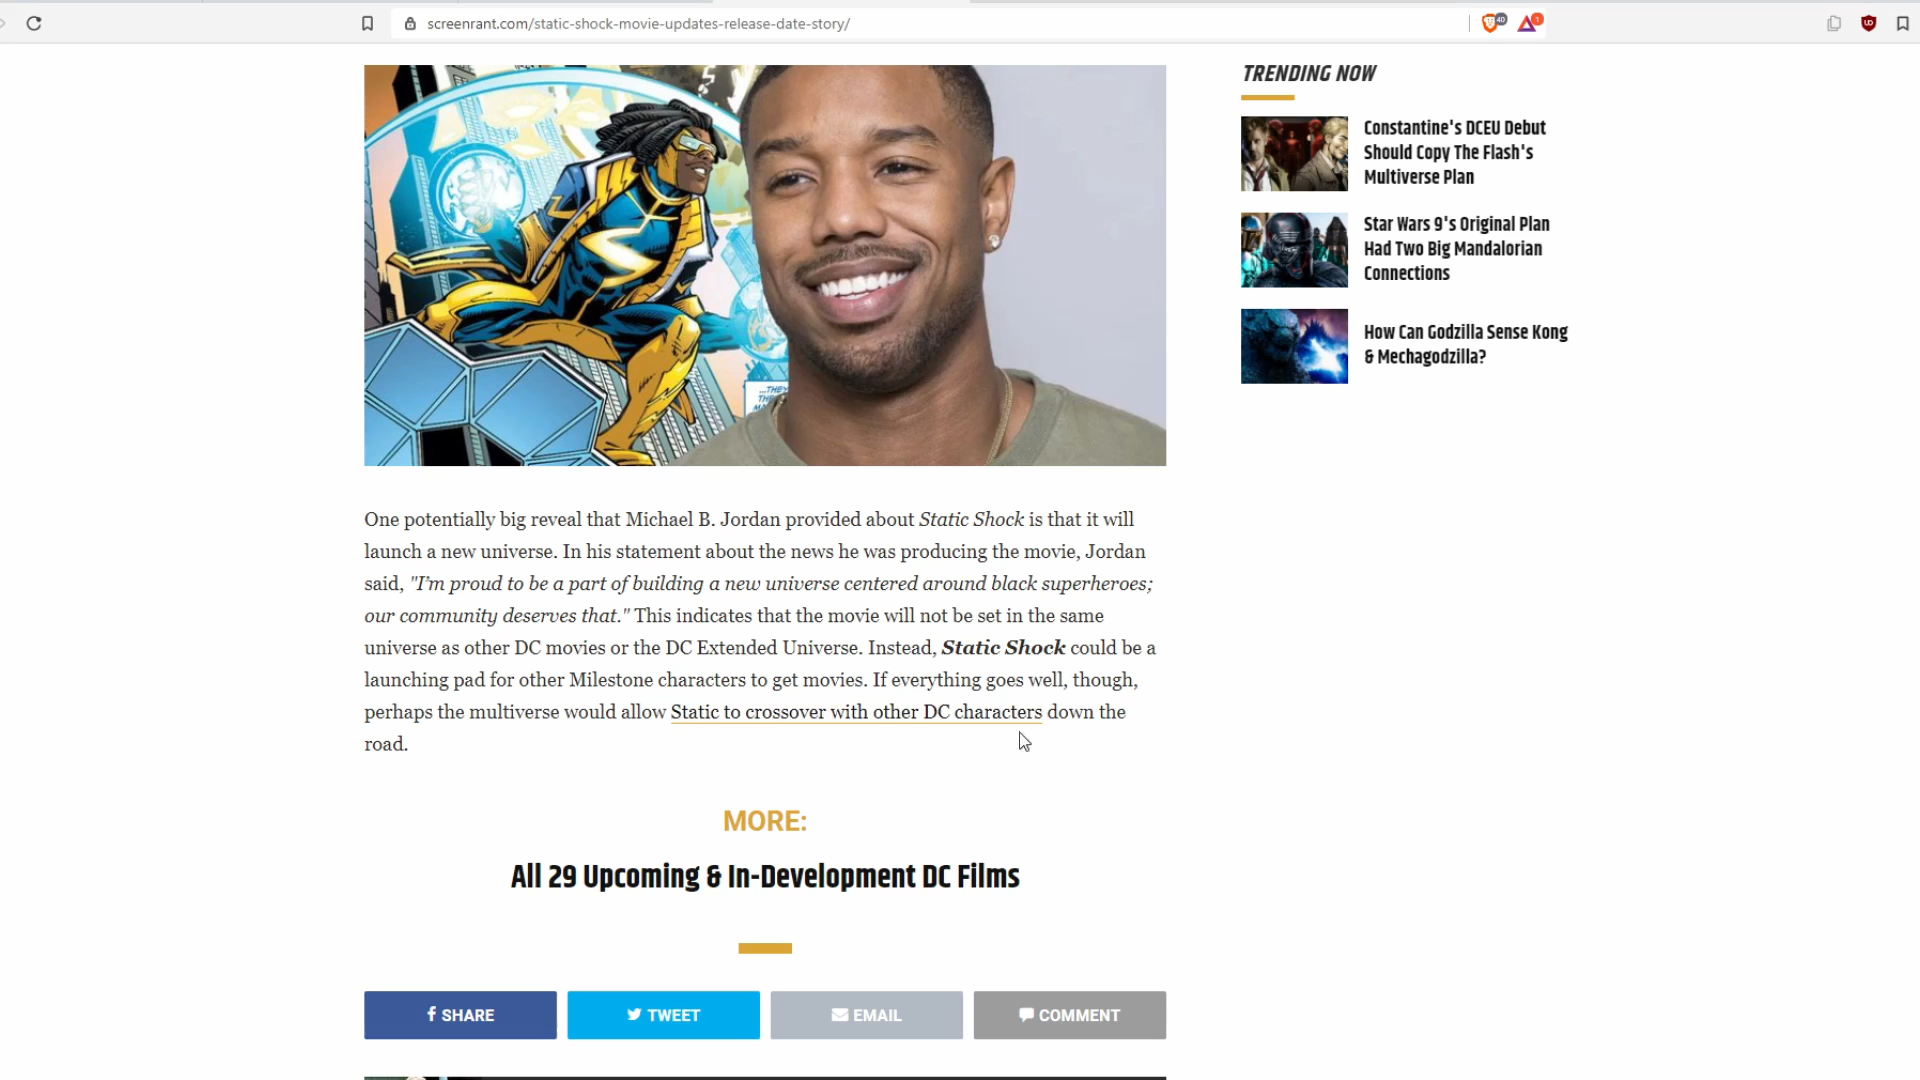 screenrant.com/static-shock-movie-updates-release-date-story/
40
1
TRENDING NOW
Constantine's DCEU Debut
Should Copy The Flash's
Multiverse Plan
Star Wars 9's Original Plan
Had Two Big Mandalorian
Connections
How Can Godzilla Sense Kong
& Mechagodzilla?
...THEY
One potentially big reveal that Michael B. Jordan provided about Static Shock is that it will
launch a new universe. In his statement about the news he was producing the movie, Jordan
said, "I'm proud to be a part of building a new universe centered around black superheroes;
our community deserves that." This indicates that the movie will not be set in the same
universe as other DC movies or the DC Extended Universe. Instead, Static Shock could be a
launching pad for other Milestone characters to get movies. If everything goes well, though,
perhaps the multiverse would allow Static to crossover with other DC characters down the
road.
MORE:
All 29 Upcoming & In-Development DC Films
SHARE
TWEET
EMAIL
COMMENT